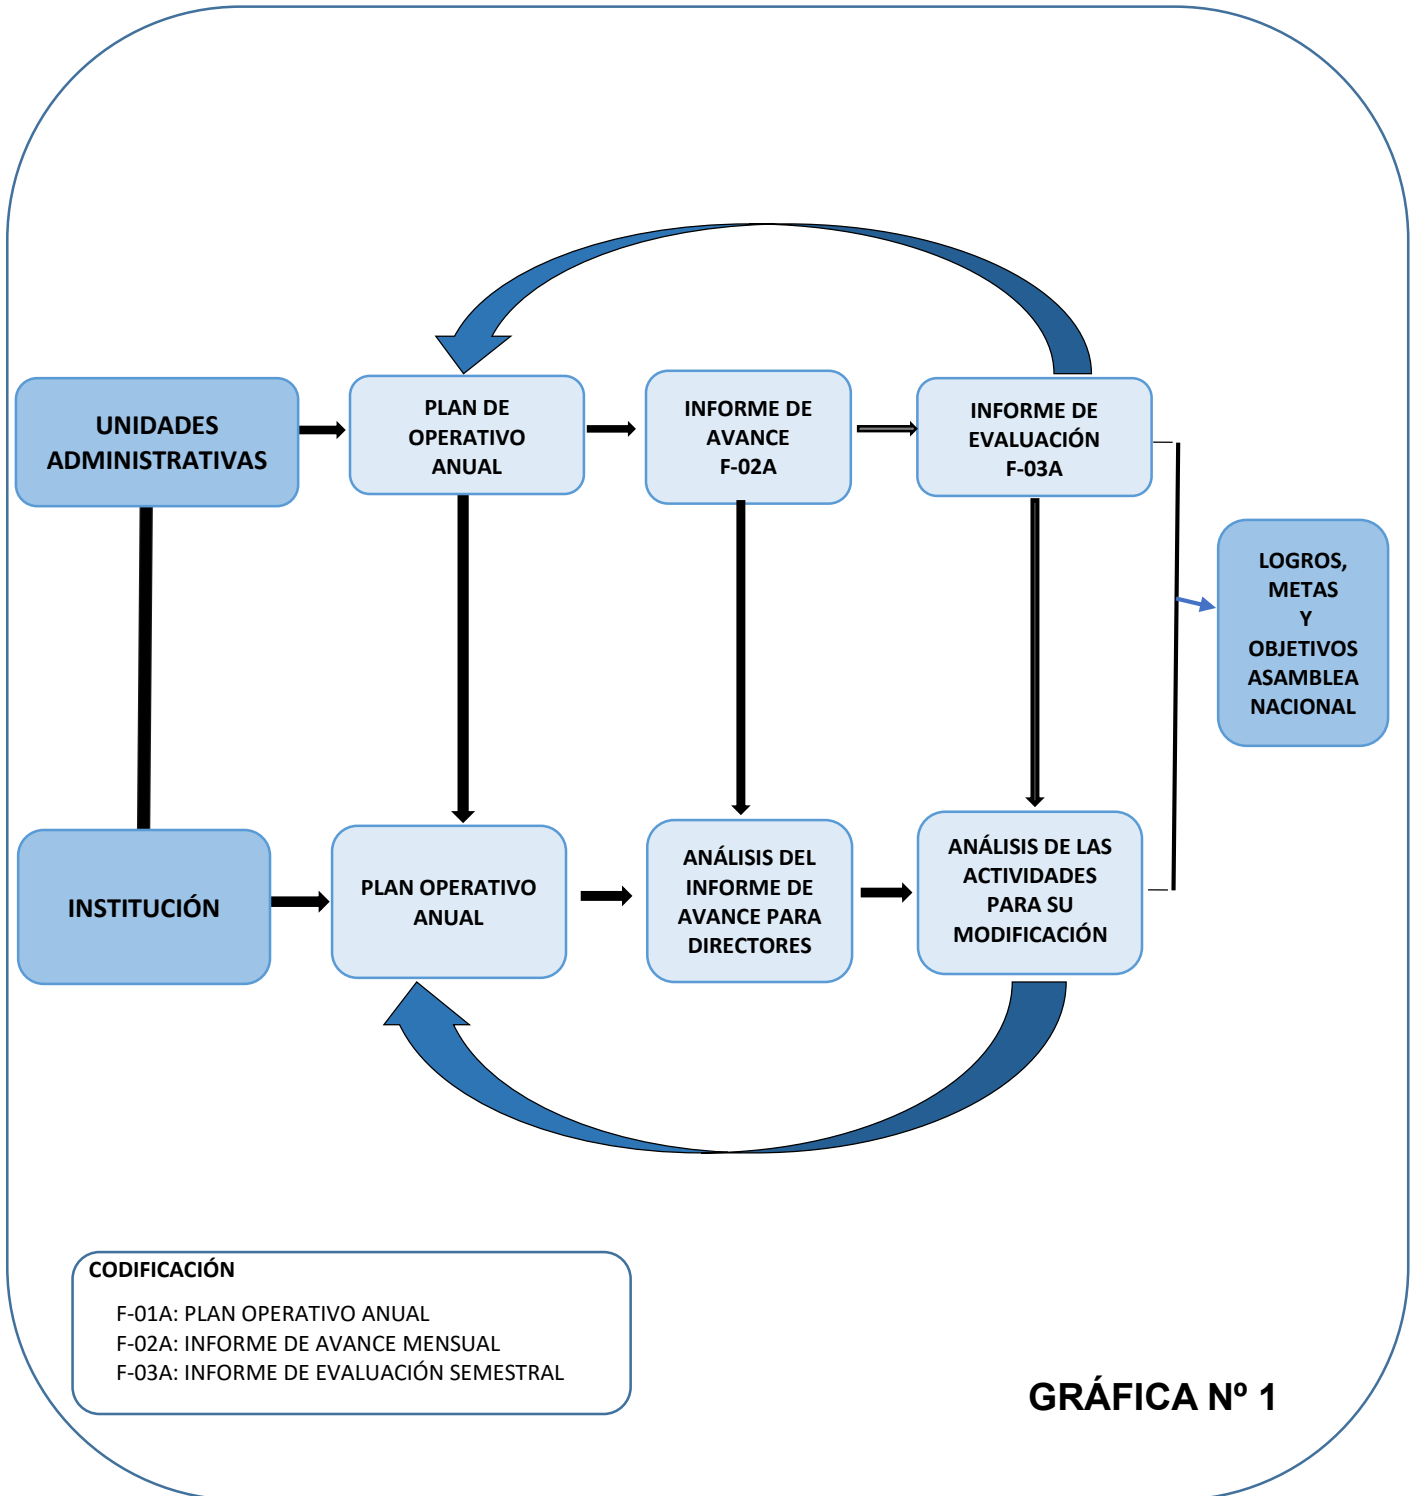 UNIDADES
ADMINISTRATIVAS
PLAN DE
OPERATIVO
ANUAL
INFORME DE
AVANCE
F-02A
INFORME DE
EVALUACIÓN
F-03A
LOGROS,
METAS
Y
OBJETIVOS
ASAMBLEA
NACIONAL
INSTITUCIÓN
PLAN OPERATIVO
ANUAL
ANÁLISIS DEL
INFORME DE
AVANCE PARA
DIRECTORES
ANÁLISIS DE LAS
ACTIVIDADES
PARA SU
MODIFICACIÓN
CODIFICACIÓN
F-01A: PLAN OPERATIVO ANUAL
F-02A: INFORME DE AVANCE MENSUAL
F-03A: INFORME DE EVALUACIÓN SEMESTRAL
GRÁFICA Nº 1